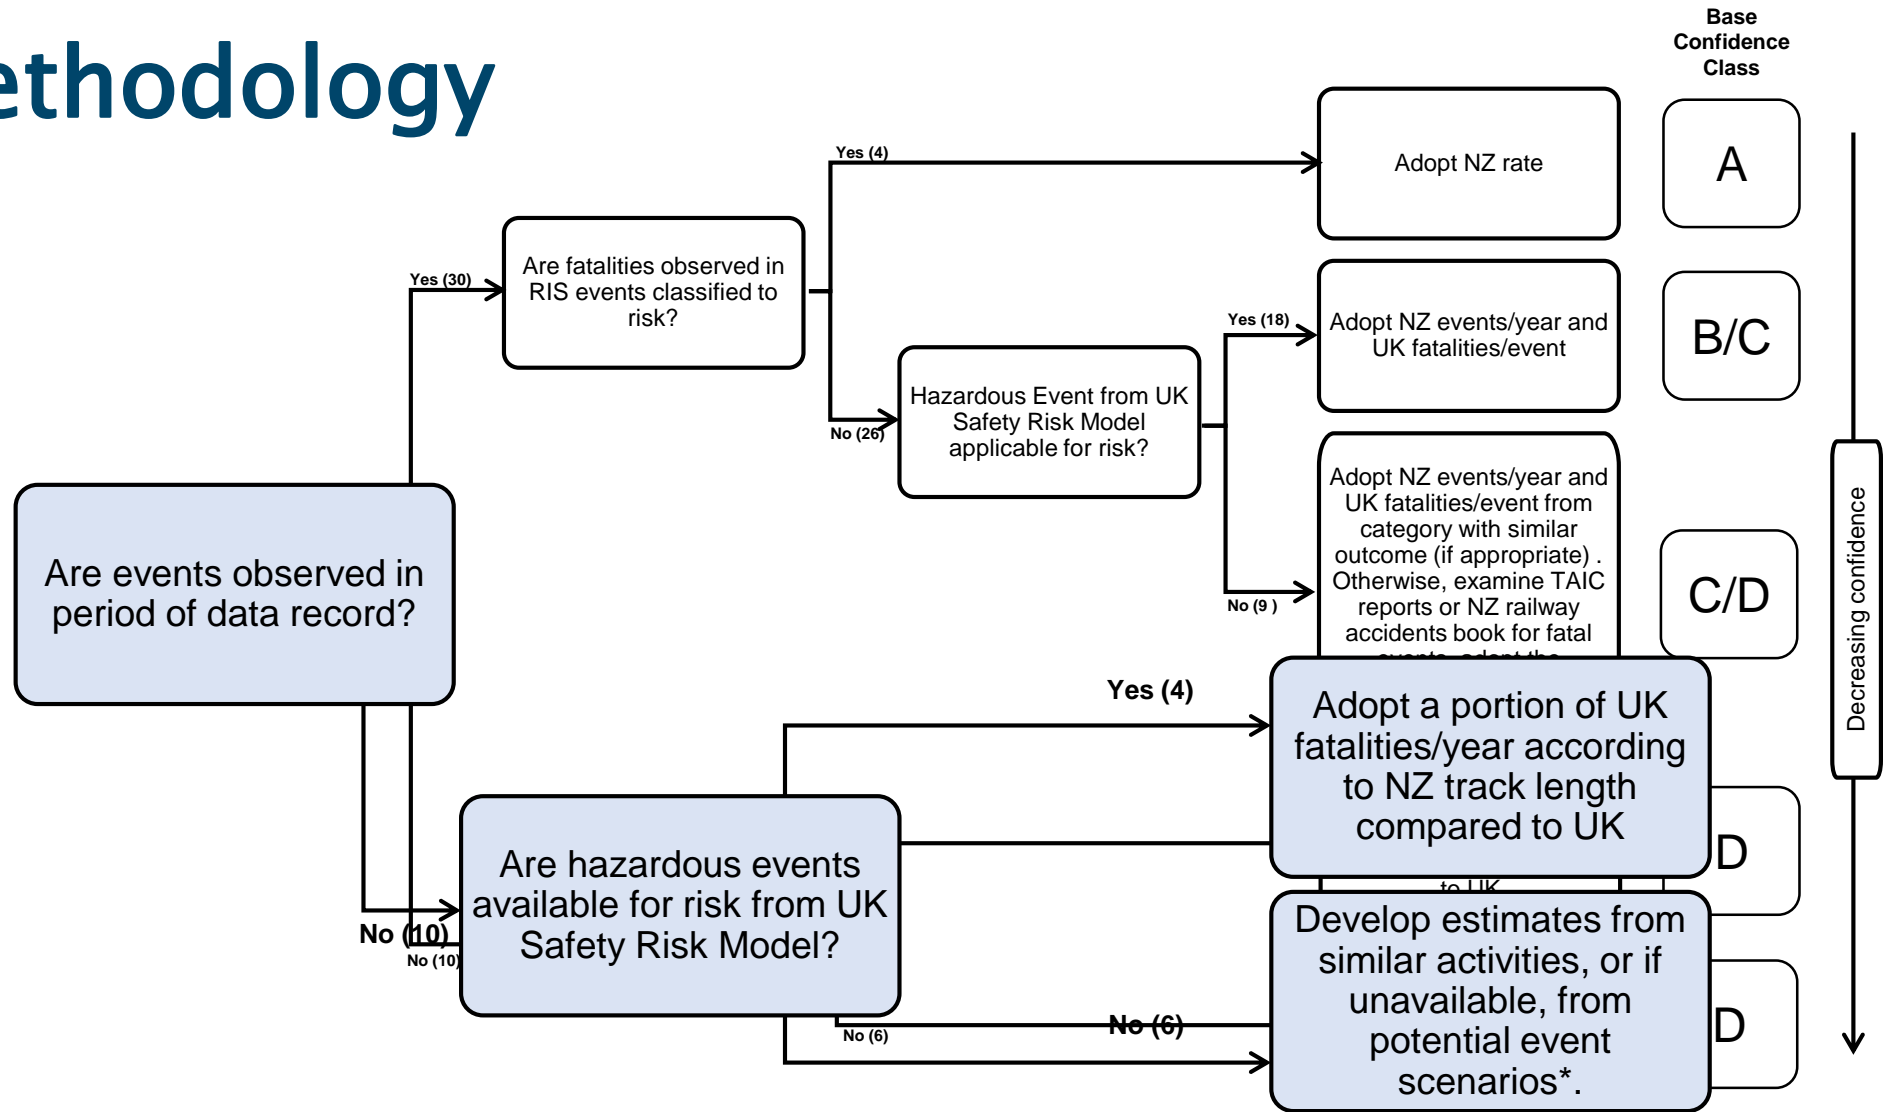 ethodology
Base
Confidence
Class
Yes (4)
Adopt NZ rate
A
Yes (30)
Are fatalities observed in
RIS events classified to
risk?
Yes (18)
Adopt NZ events/year and
UK fatalities/event
B/C
No (26)
Hazardous Event from UK
Safety Risk Model
applicable for risk?
Adopt NZ events/year and
UK fatalities/event from
category with similar
outcome (if appropriate) .
Otherwise, examine TAIC
reports or NZ railway
accidents book for fatal
No (9 )
C/D
Decreasing confidence
Are events observed in
period of data record?
Yes (4)
Adopt a portion of UK
fatalities/year according
to NZ track length
compared to UK
D
to UK
No (10)
No (10)
Are hazardous events
available for risk from UK
Safety Risk Model?
No (6)
No (6)
Develop estimates from
similar activities, or if
unavailable, from
potential event
scenarios*.
D